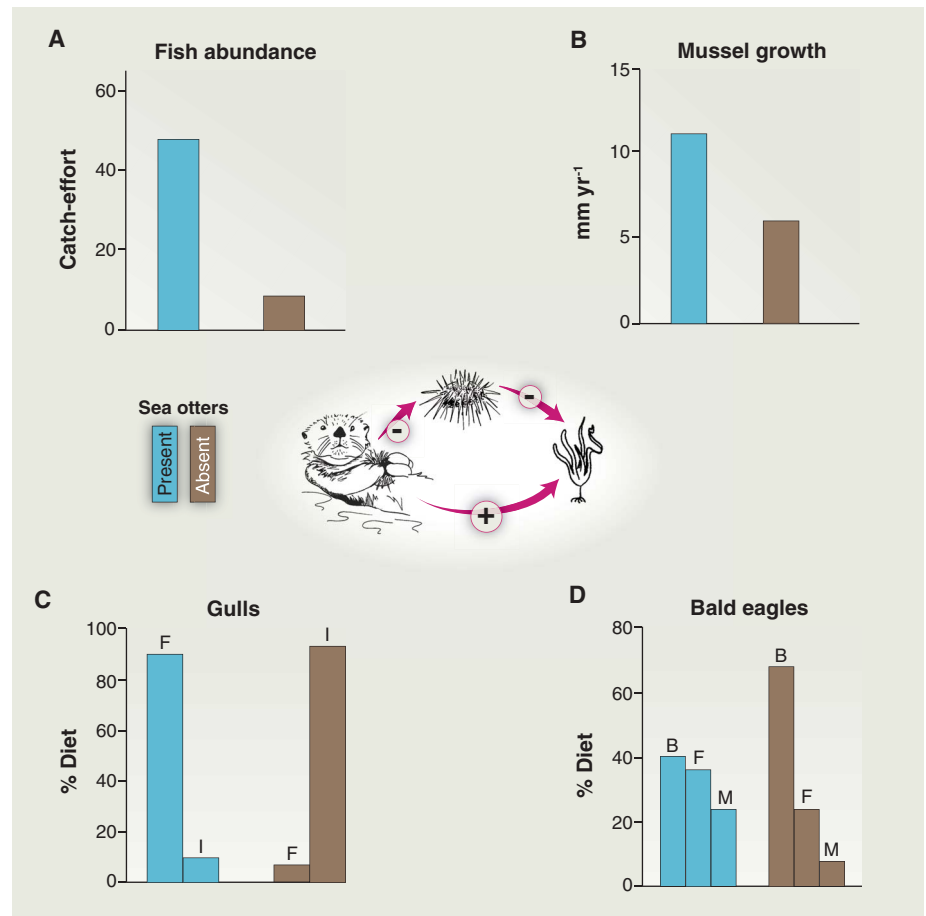 A
Fish abundance
60
40
20
0
Catch-effort
B
Mussel growth
15
10
5
0
mm yr-1
Sea otters
Present
Absent
-
-
+
C
Gulls
100
80
60
40
20
0
% Diet
F
I
F
I
D
Bald eagles
80
60
40
20
0
% Diet
B
F
M
B
F
M